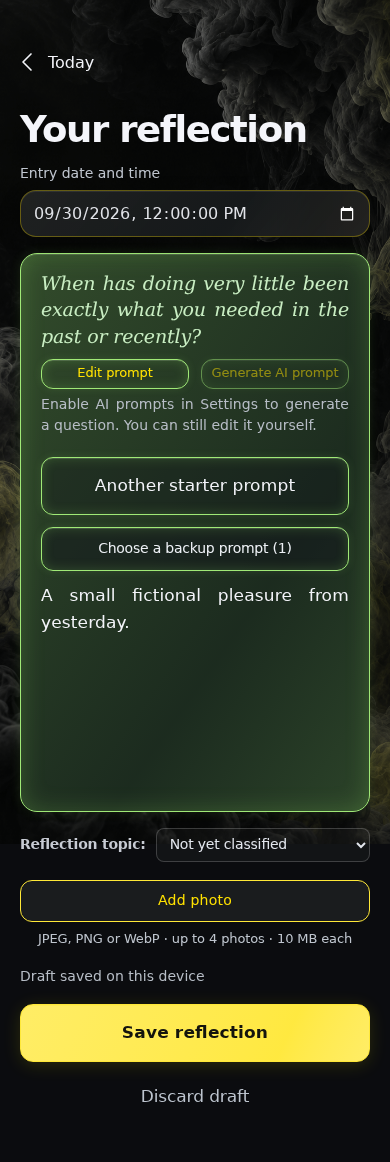 Today
Your reflection
Entry date and time
09/30/2026, 12:00:00 PM
When has doing very little been
exactly what you needed in the
past or recently?
Edit prompt
Generate AI prompt
Enable AI prompts in Settings to generate
a question. You can still edit it yourself.
Another starter prompt
Choose a backup prompt (1)
A small fictional pleasure from
yesterday.
Reflection topic:
Not yet classified
Add photo
JPEG, PNG or WebP · up to 4 photos · 10 MB each
Draft saved on this device
Save reflection
Discard draft